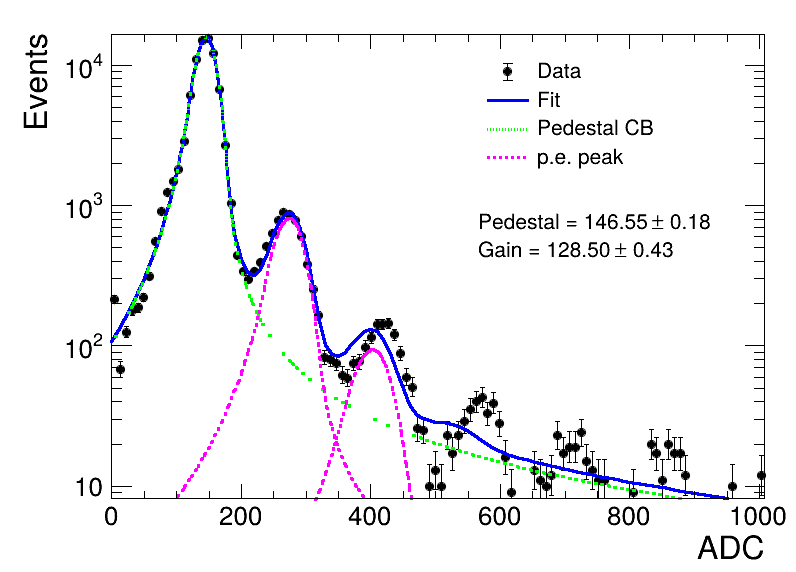 Events
10⁴
10³
10²
10
Data
Fit
Pedestal CB
p.e. peak
Pedestal = 146.55 ± 0.18
Gain = 128.50 ± 0.43
0 200 400 600 800 1000
ADC